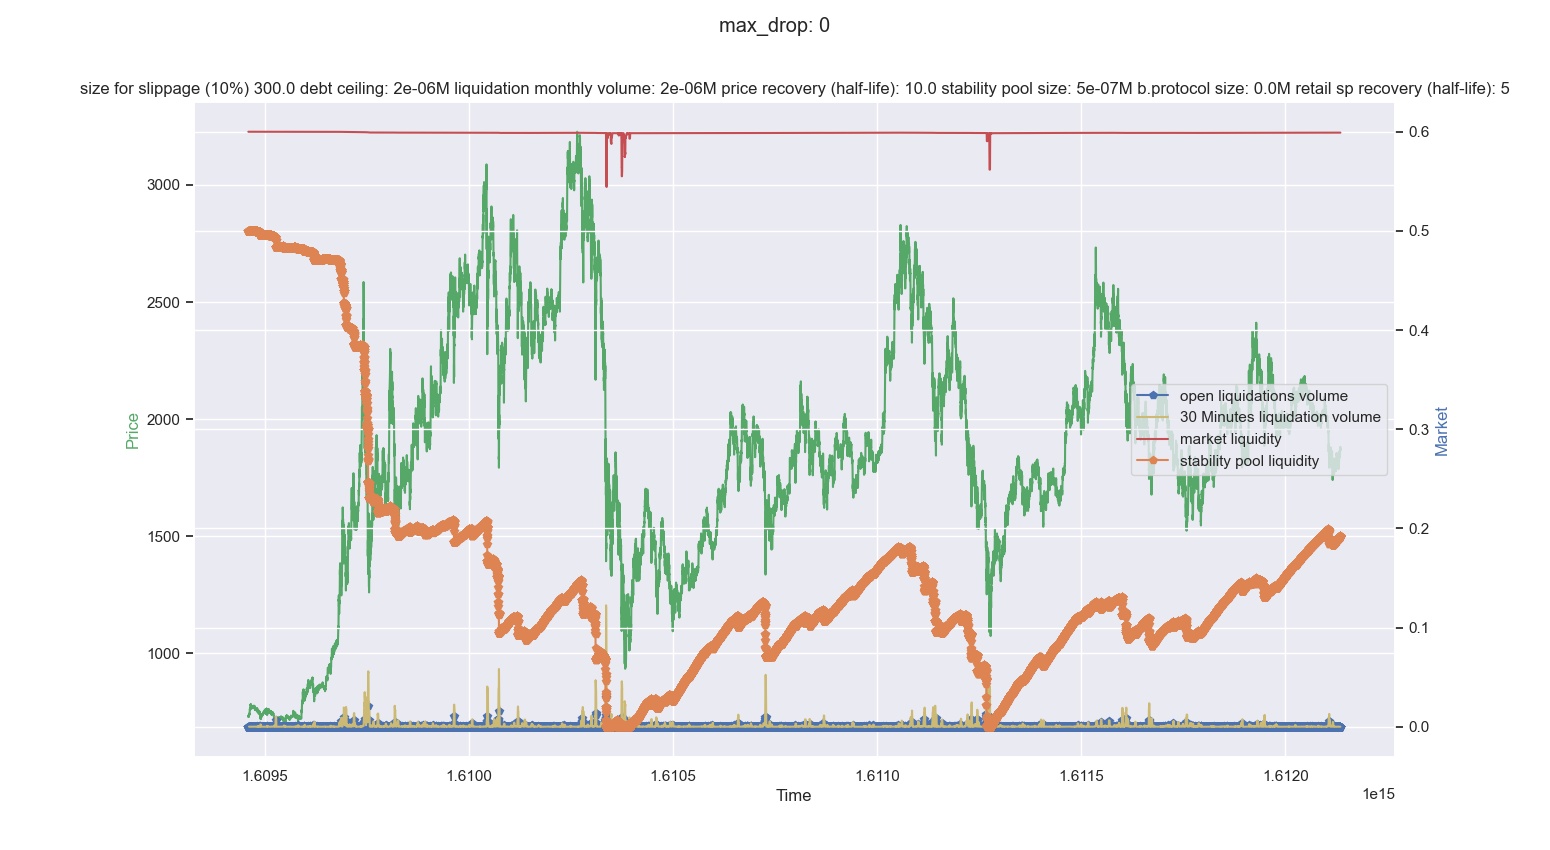 max_drop: 0
size for slippage (10%) 300.0 debt ceiling: 2e-06M liquidation monthly volume: 2e-06M price recovery (half-life): 10.0 stability pool size: 5e-07M b.protocol size: 0.0M retail sp recovery (half-life): 5
3000
2500
2000
1500
1000
Price
0.6
0.5
0.4
0.3
0.2
0.1
0.0
Market
open liquidations volume
30 Minutes liquidation volume
market liquidity
stability pool liquidity
1.6095 1.6100 1.6105 1.6110 1.6115 1.6120
Time
1e15